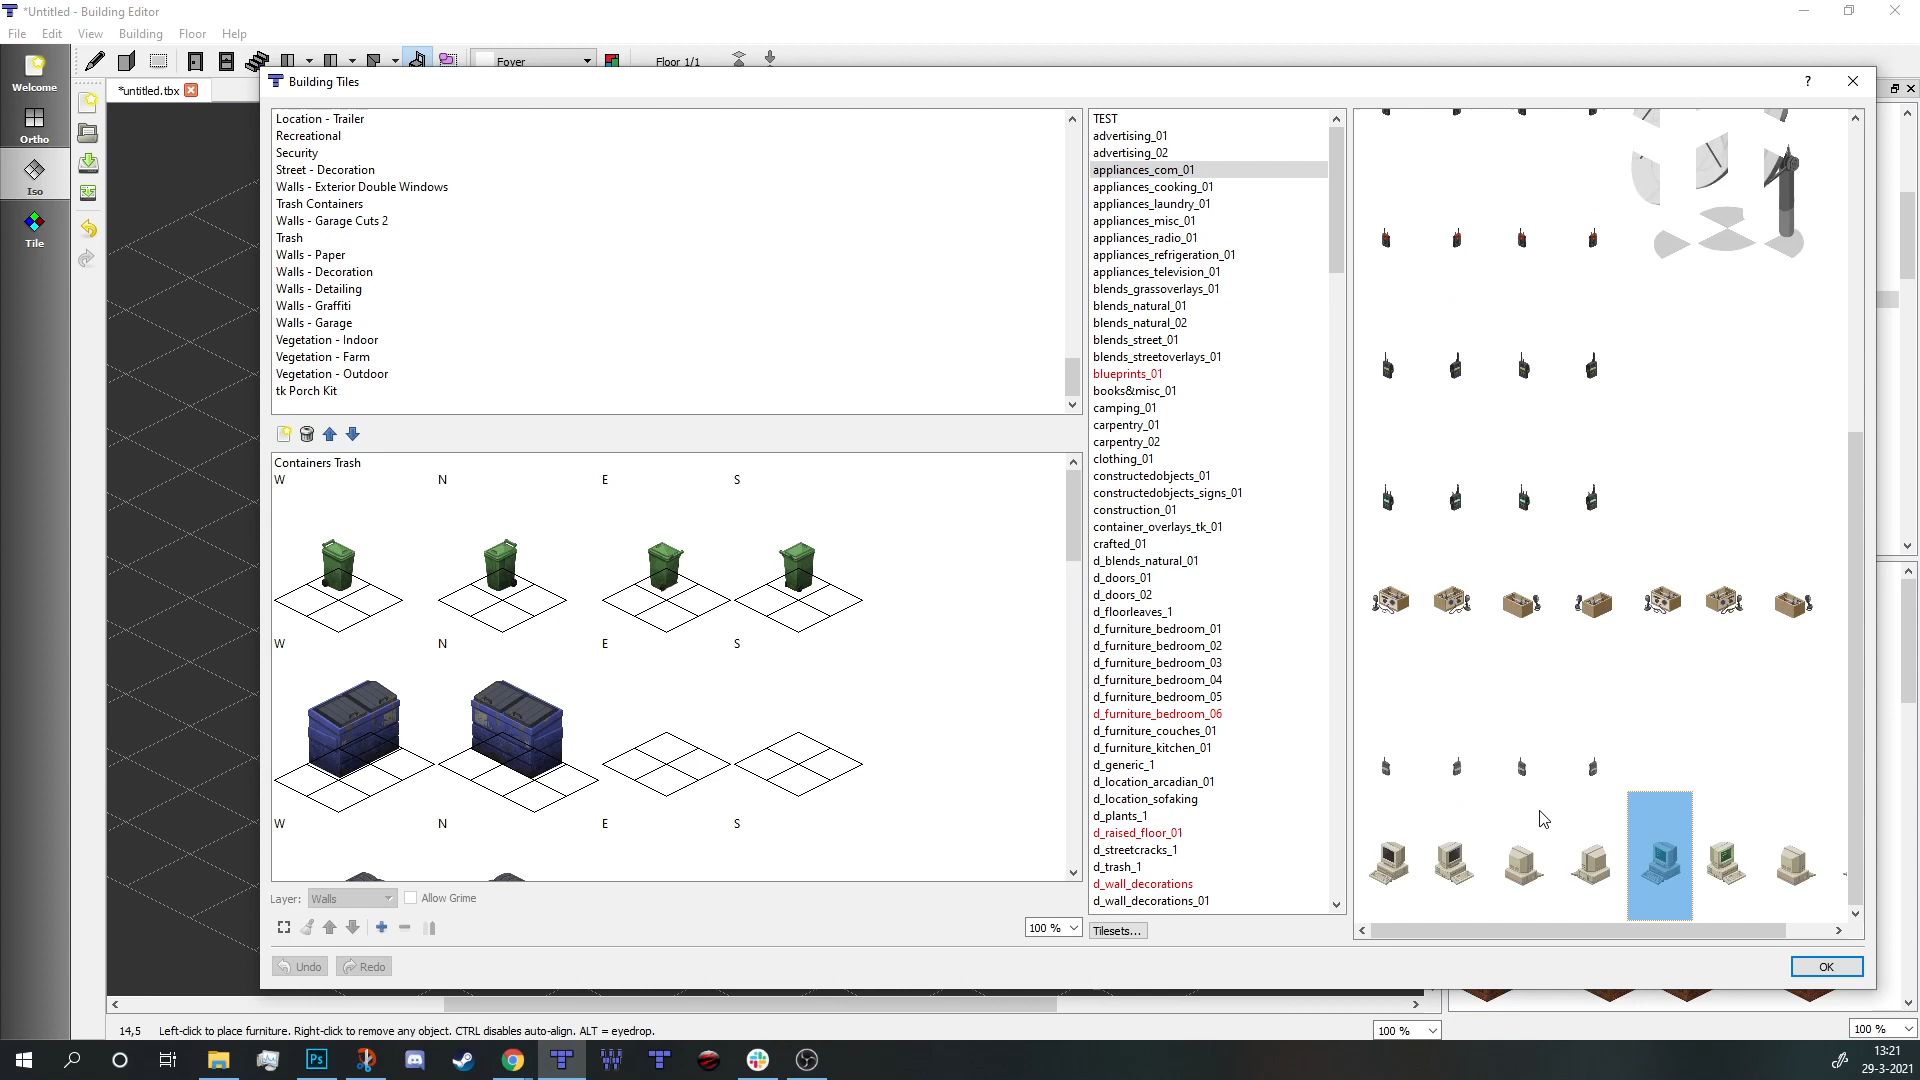 *Untitled - Building Editor
File Edit View Building Floor Help
Welcome
Ortho
Iso
Tile
Foyer
Floor 1/1
*untitled.tbx
Building Tiles
?
Location - Trailer
Recreational
Security
Street - Decoration
Walls - Exterior Double Windows
Trash Containers
Walls - Garage Cuts 2
Trash
Walls - Paper
Walls - Decoration
Walls - Detailing
Walls - Graffiti
Walls - Garage
Vegetation - Indoor
Vegetation - Farm
Vegetation - Outdoor
tk Porch Kit
Containers Trash
W N E S
W N E S
W N E S
Layer: Walls Allow Grime
100 %
Undo Redo
TEST
advertising_01
advertising_02
appliances_com_01
appliances_cooking_01
appliances_laundry_01
appliances_misc_01
appliances_radio_01
appliances_refrigeration_01
appliances_television_01
blends_grassoverlays_01
blends_natural_01
blends_natural_02
blends_street_01
blends_streetoverlays_01
blueprints_01
books&misc_01
camping_01
carpentry_01
carpentry_02
clothing_01
constructedobjects_01
constructedobjects_signs_01
construction_01
container_overlays_tk_01
crafted_01
d_blends_natural_01
d_doors_01
d_doors_02
d_floorleaves_1
d_furniture_bedroom_01
d_furniture_bedroom_02
d_furniture_bedroom_03
d_furniture_bedroom_04
d_furniture_bedroom_05
d_furniture_bedroom_06
d_furniture_couches_01
d_furniture_kitchen_01
d_generic_1
d_location_arcadian_01
d_location_sofaking
d_plants_1
d_raised_floor_01
d_streetcracks_1
d_trash_1
d_wall_decorations
d_wall_decorations_01
Tilesets...
OK
14,5 Left-click to place furniture. Right-click to remove any object. CTRL disables auto-align. ALT = eyedrop.
100 %
100 %
Ps
13:21
29-3-2021